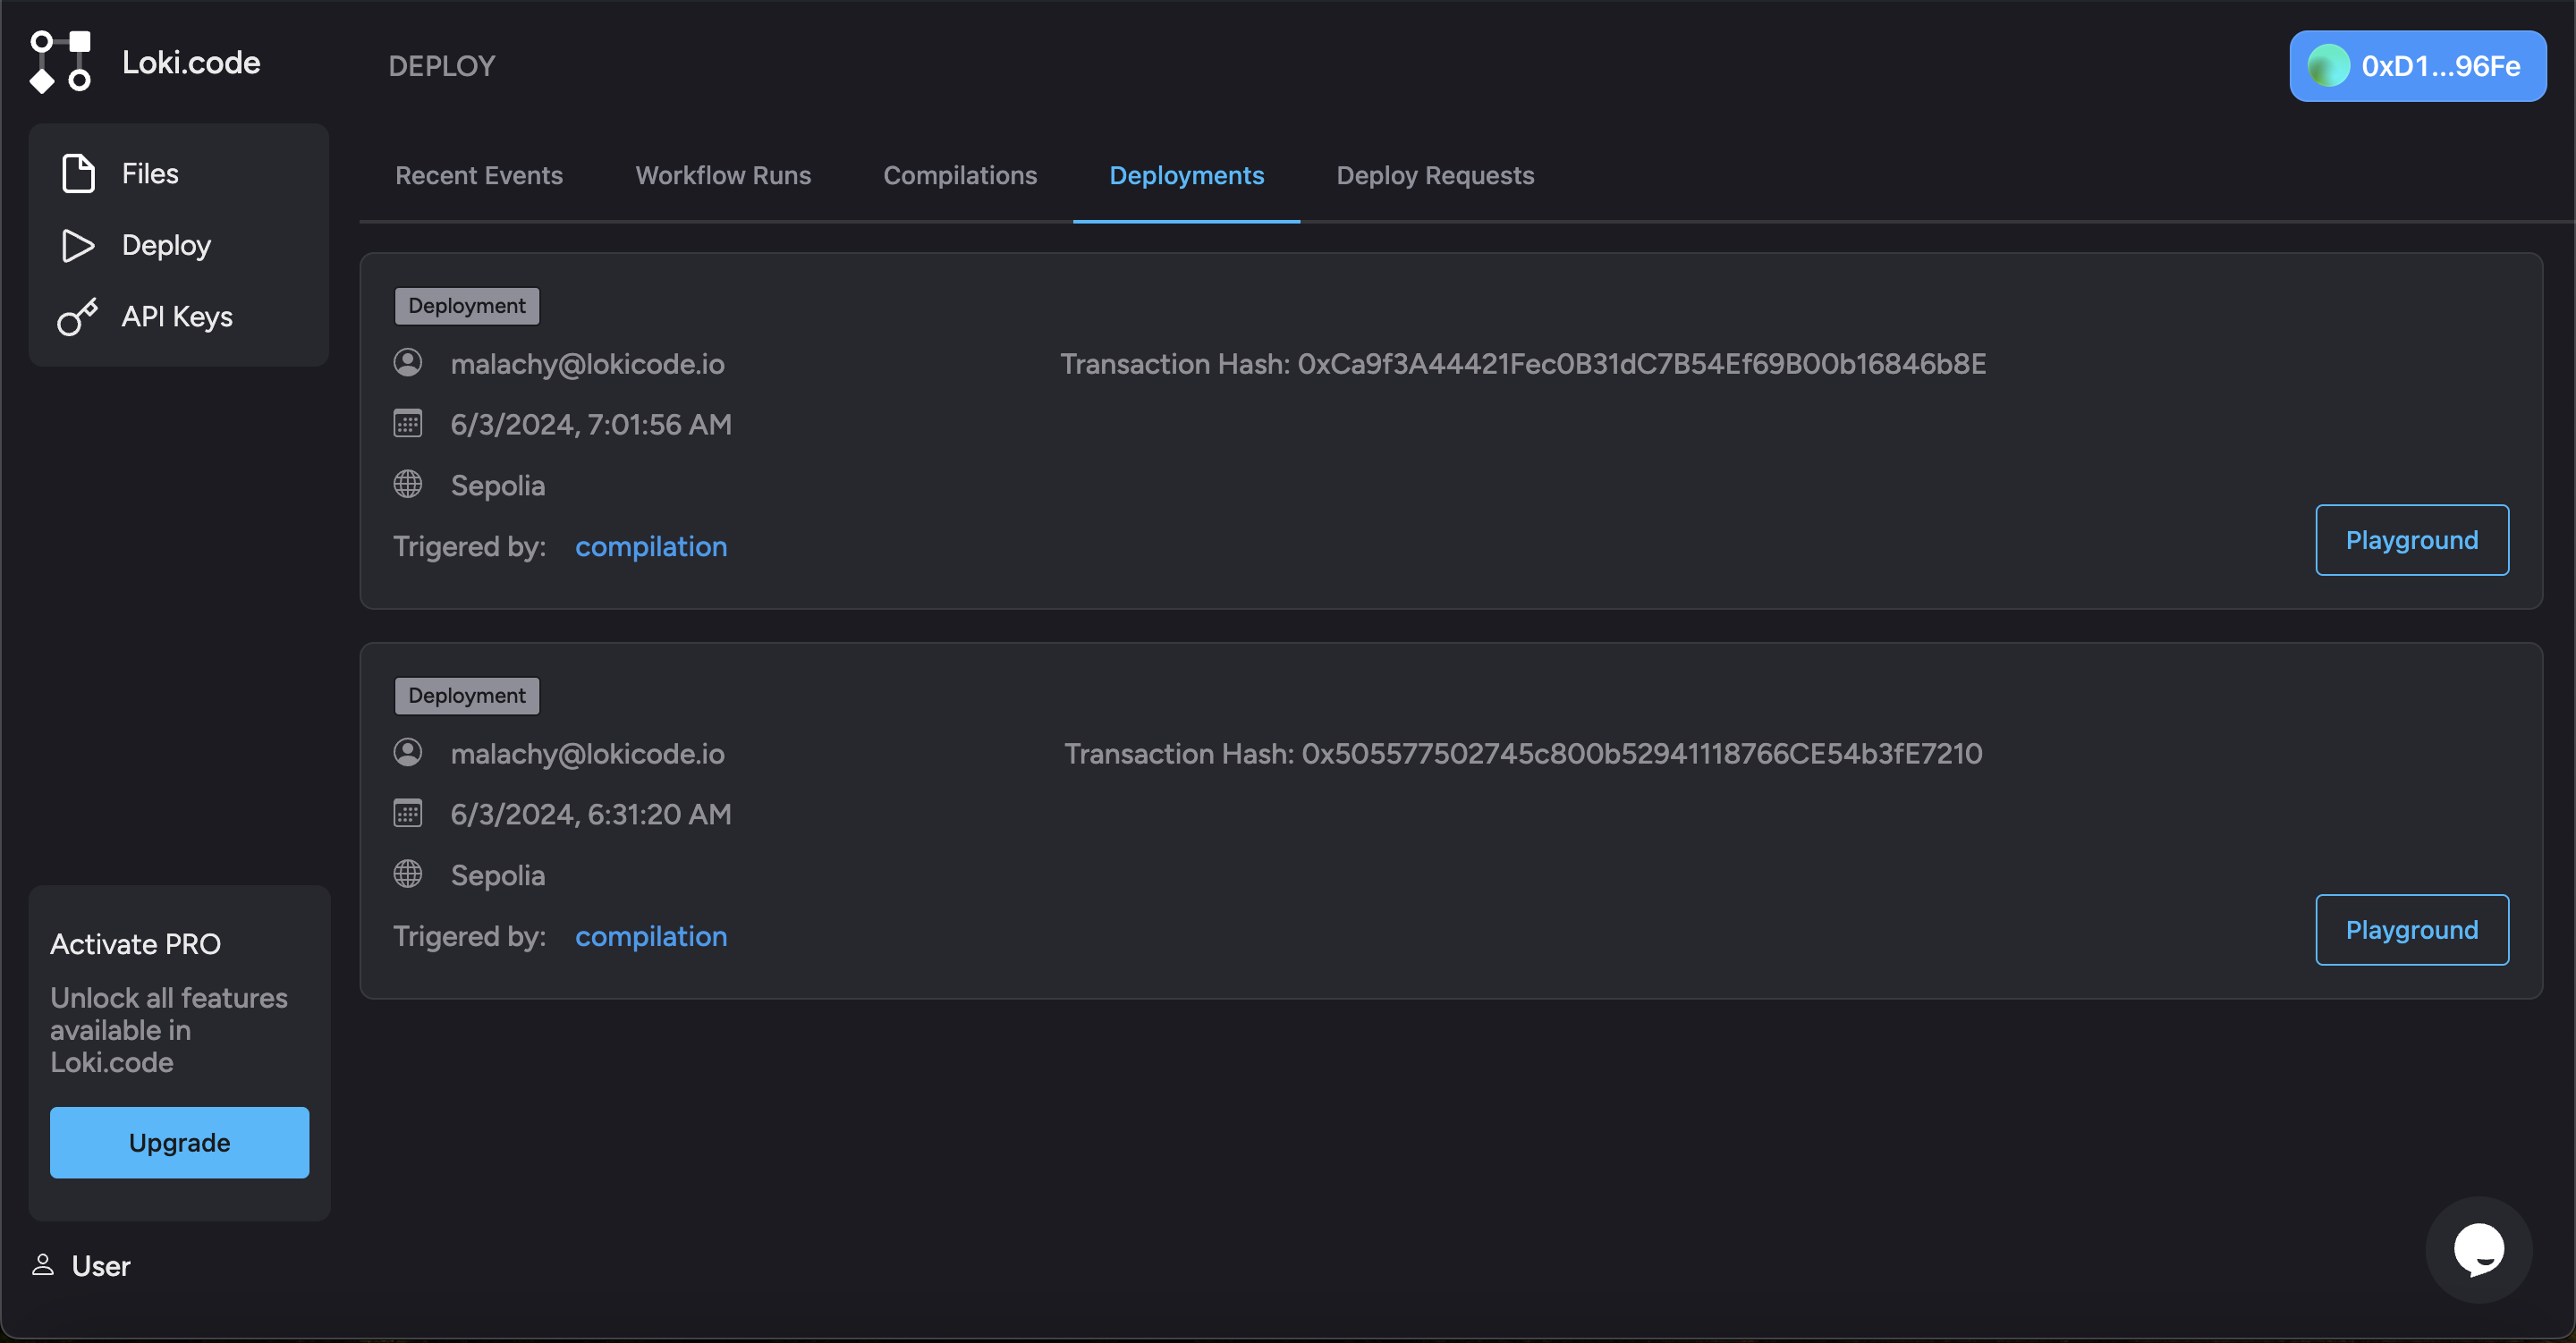 Loki.code
DEPLOY
0xD1...96Fe
Files
Deploy
API Keys
Recent Events
Workflow Runs
Compilations
Deployments
Deploy Requests
Deployment
malachy@lokicode.io
Transaction Hash: 0xCa9f3A44421Fec0B31dC7B54Ef69B00b16846b8E
6/3/2024, 7:01:56 AM
Sepolia
Trigered by: compilation
Playground
Deployment
malachy@lokicode.io
Transaction Hash: 0x505577502745c800b52941118766CE54b3fE7210
6/3/2024, 6:31:20 AM
Sepolia
Trigered by: compilation
Playground
Activate PRO
Unlock all features
available in
Loki.code
Upgrade
User